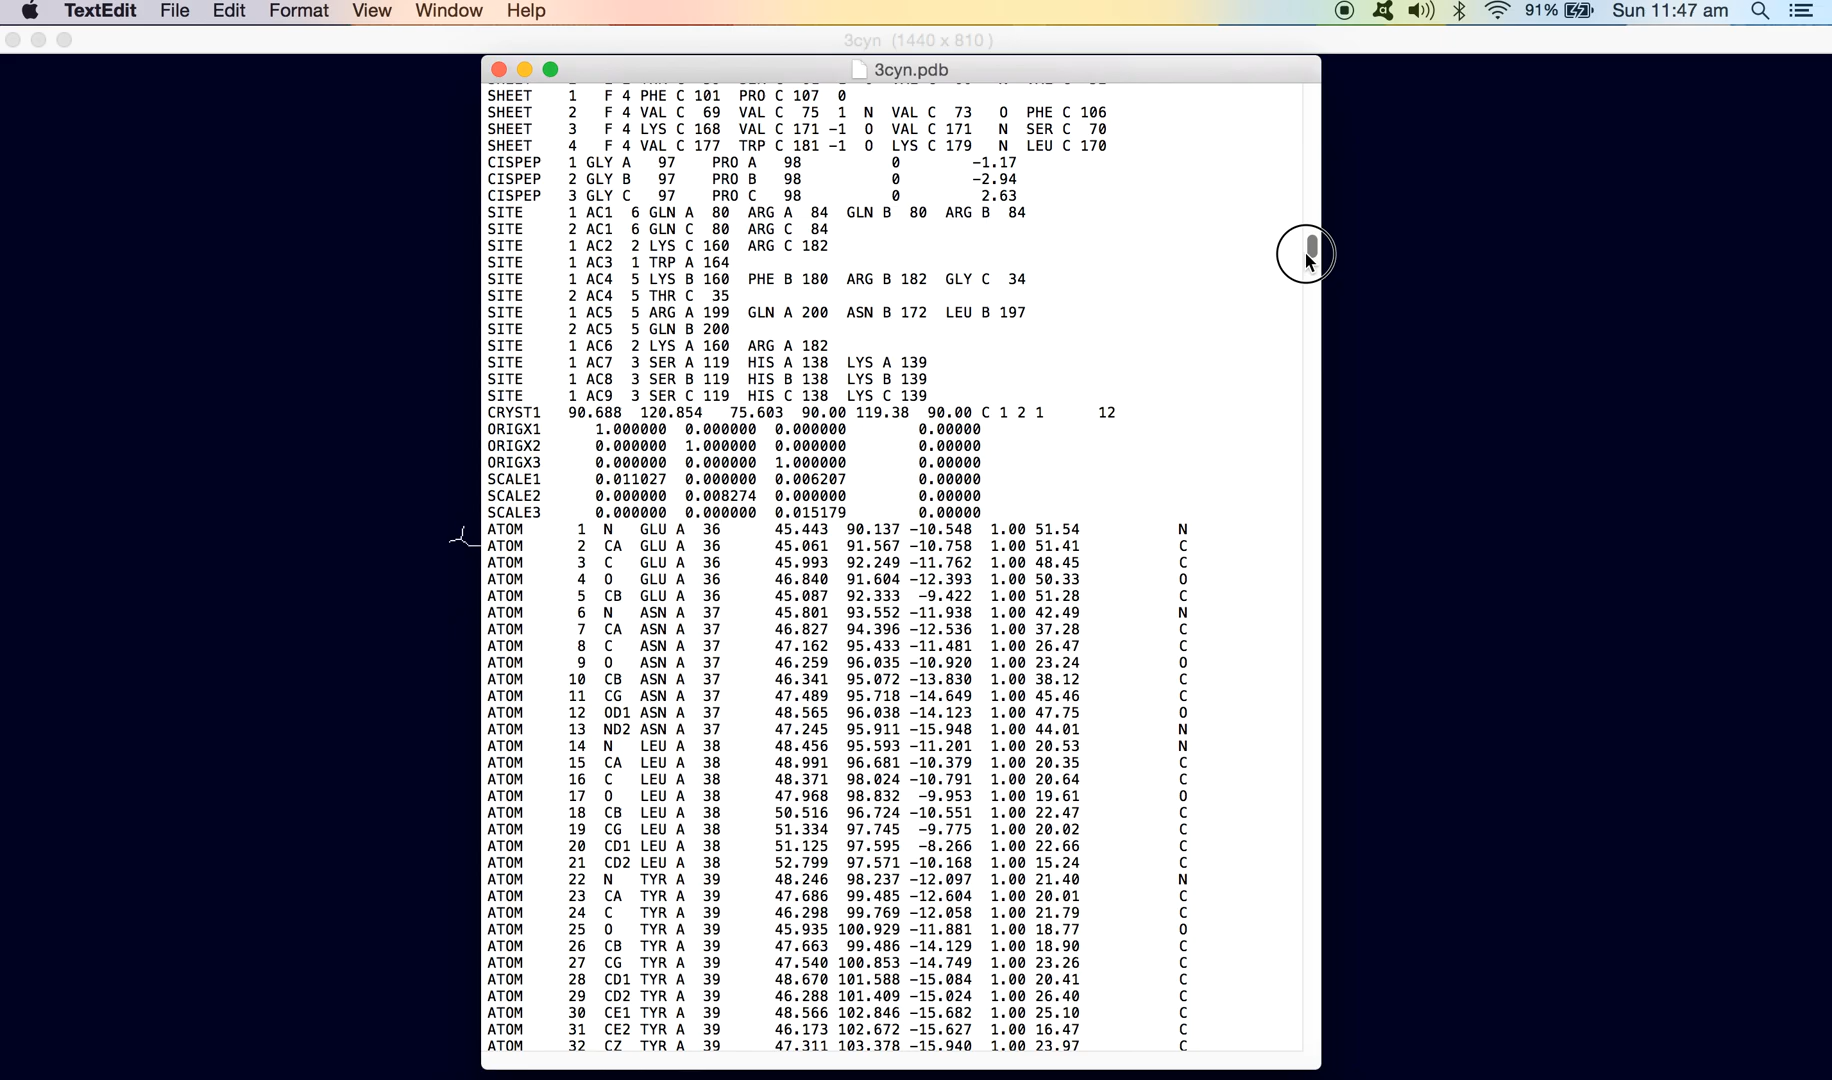 TextEdit File Edit Format View Window Help 91% Sun 11:47 am
3cyn (1440 x 810)
3cyn.pdb
SHEET 1 F 4 PHE C 101 PRO C 107 0
SHEET 2 F 4 VAL C 69 VAL C 75 1 N VAL C 73 O PHE C 106
SHEET 3 F 4 LYS C 168 VAL C 171 -1 O VAL C 171 N SER C 70
SHEET 4 F 4 VAL C 177 TRP C 181 -1 O LYS C 179 N LEU C 170
CISPEP 1 GLY A 97 PRO A 98 0 -1.17
CISPEP 2 GLY B 97 PRO B 98 0 -2.94
CISPEP 3 GLY C 97 PRO C 98 0 2.63
SITE 1 AC1 6 GLN A 80 ARG A 84 GLN B 80 ARG B 84
SITE 2 AC1 6 GLN C 80 ARG C 84
SITE 1 AC2 2 LYS C 160 ARG C 182
SITE 1 AC3 1 TRP A 164
SITE 1 AC4 5 LYS B 160 PHE B 180 ARG B 182 GLY C 34
SITE 2 AC4 5 THR C 35
SITE 1 AC5 5 ARG A 199 GLN A 200 ASN B 172 LEU B 197
SITE 2 AC5 5 GLN B 200
SITE 1 AC6 2 LYS A 160 ARG A 182
SITE 1 AC7 3 SER A 119 HIS A 138 LYS A 139
SITE 1 AC8 3 SER B 119 HIS B 138 LYS B 139
SITE 1 AC9 3 SER C 119 HIS C 138 LYS C 139
CRYST1 90.688 120.854 75.603 90.00 119.38 90.00 C 1 2 1 12
ORIGX1 1.000000 0.000000 0.000000 0.00000
ORIGX2 0.000000 1.000000 0.000000 0.00000
ORIGX3 0.000000 0.000000 1.000000 0.00000
SCALE1 0.011027 0.000000 0.006207 0.00000
SCALE2 0.000000 0.008274 0.000000 0.00000
SCALE3 0.000000 0.000000 0.015179 0.00000
ATOM 1 N GLU A 36 45.443 90.137 -10.548 1.00 51.54 N
ATOM 2 CA GLU A 36 45.061 91.567 -10.758 1.00 51.41 C
ATOM 3 C GLU A 36 45.993 92.249 -11.762 1.00 48.45 C
ATOM 4 O GLU A 36 46.840 91.604 -12.393 1.00 50.33 O
ATOM 5 CB GLU A 36 45.087 92.333 -9.422 1.00 51.28 C
ATOM 6 N ASN A 37 45.801 93.552 -11.938 1.00 42.49 N
ATOM 7 CA ASN A 37 46.827 94.396 -12.536 1.00 37.28 C
ATOM 8 C ASN A 37 47.162 95.433 -11.481 1.00 26.47 C
ATOM 9 O ASN A 37 46.259 96.035 -10.920 1.00 23.24 O
ATOM 10 CB ASN A 37 46.341 95.072 -13.830 1.00 38.12 C
ATOM 11 CG ASN A 37 47.489 95.718 -14.649 1.00 45.46 C
ATOM 12 OD1 ASN A 37 48.565 96.038 -14.123 1.00 47.75 O
ATOM 13 ND2 ASN A 37 47.245 95.911 -15.948 1.00 44.01 N
ATOM 14 N LEU A 38 48.456 95.593 -11.201 1.00 20.53 N
ATOM 15 CA LEU A 38 48.991 96.681 -10.379 1.00 20.35 C
ATOM 16 C LEU A 38 48.371 98.024 -10.791 1.00 20.64 C
ATOM 17 O LEU A 38 47.968 98.832 -9.953 1.00 19.61 O
ATOM 18 CB LEU A 38 50.516 96.724 -10.551 1.00 22.47 C
ATOM 19 CG LEU A 38 51.334 97.745 -9.775 1.00 20.02 C
ATOM 20 CD1 LEU A 38 51.125 97.595 -8.266 1.00 22.66 C
ATOM 21 CD2 LEU A 38 52.799 97.571 -10.168 1.00 15.24 C
ATOM 22 N TYR A 39 48.246 98.237 -12.097 1.00 21.40 N
ATOM 23 CA TYR A 39 47.686 99.485 -12.604 1.00 20.01 C
ATOM 24 C TYR A 39 46.298 99.769 -12.058 1.00 21.79 C
ATOM 25 O TYR A 39 45.935 100.929 -11.881 1.00 18.77 O
ATOM 26 CB TYR A 39 47.663 99.486 -14.129 1.00 18.90 C
ATOM 27 CG TYR A 39 47.540 100.853 -14.749 1.00 23.26 C
ATOM 28 CD1 TYR A 39 48.670 101.588 -15.084 1.00 20.41 C
ATOM 29 CD2 TYR A 39 46.288 101.409 -15.024 1.00 26.40 C
ATOM 30 CE1 TYR A 39 48.566 102.846 -15.682 1.00 25.10 C
ATOM 31 CE2 TYR A 39 46.173 102.672 -15.627 1.00 16.47 C
ATOM 32 CZ TYR A 39 47.311 103.378 -15.940 1.00 23.97 C